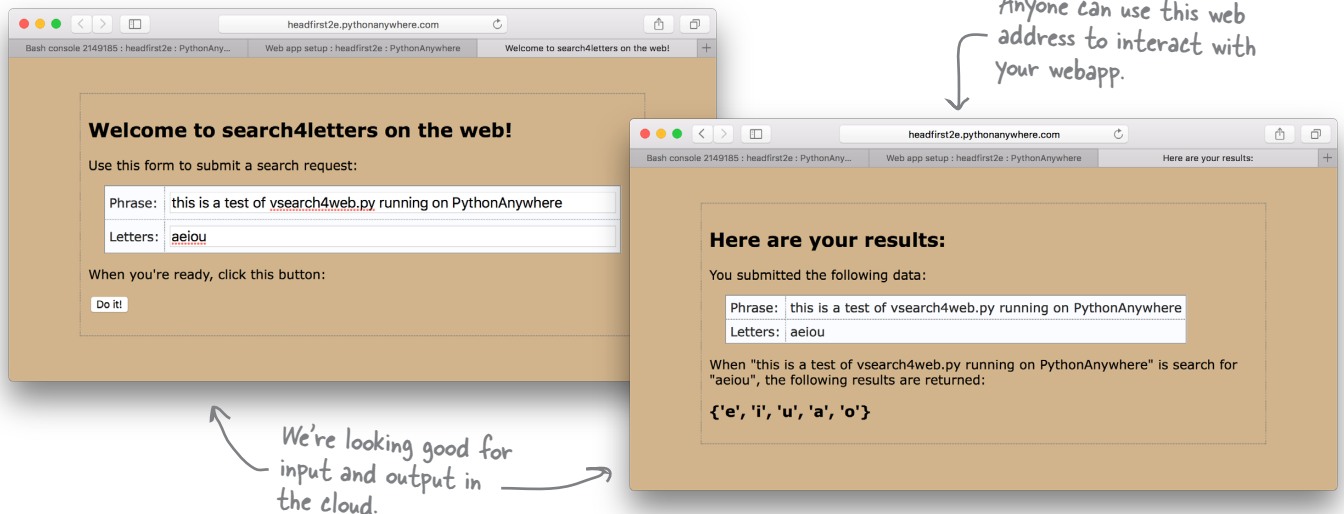 headfirst2e.pythonanywhere.com
Bash console 2149185 : headfirst2e : PythonAny...
Web app setup : headfirst2e : PythonAnywhere
Welcome to search4letters on the web!
Welcome to search4letters on the web!
Use this form to submit a search request:
Phrase: this is a test of vsearch4web.py running on PythonAnywhere
Letters: aeiou
When you're ready, click this button:
Do it!
Anyone can use this web
address to interact with
your webapp.
headfirst2e.pythonanywhere.com
Bash console 2149185 : headfirst2e : PythonAny...
Web app setup : headfirst2e : PythonAnywhere
Here are your results:
Here are your results:
You submitted the following data:
Phrase: this is a test of vsearch4web.py running on PythonAnywhere
Letters: aeiou
When "this is a test of vsearch4web.py running on PythonAnywhere" is search for
"aeiou", the following results are returned:
{'e', 'i', 'u', 'a', 'o'}
We're looking good for
input and output in
the cloud.